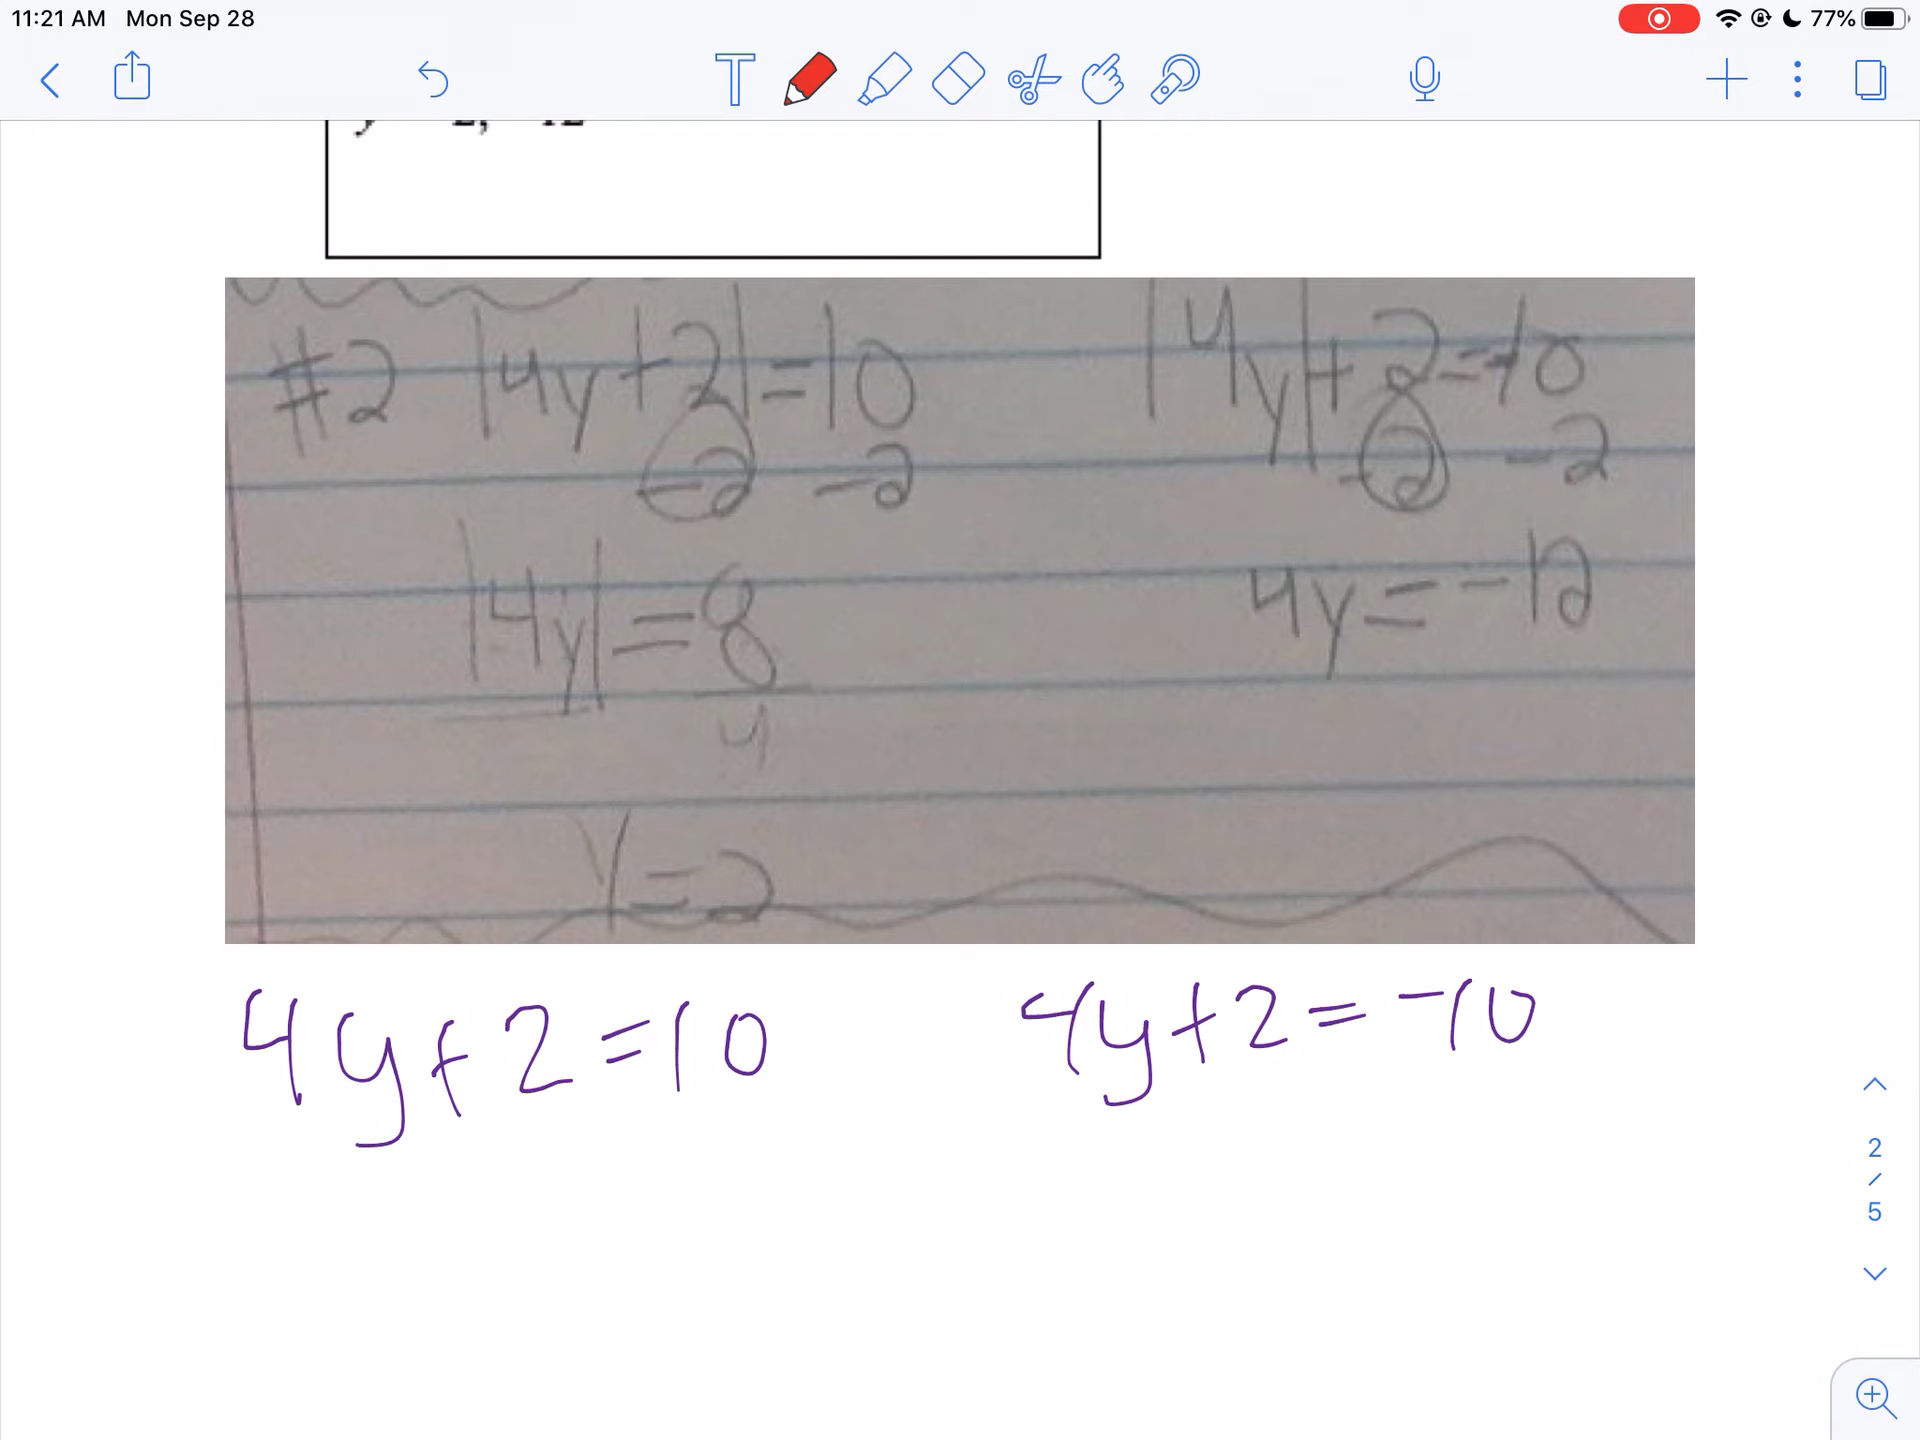 11:21 AM Mon Sep 28
77%
T
#2 |4y+2|=10
-2 -2
|4y|=8
4
y=2
|4y|+2=-10
-2 -2
4y=-12
4y+2=10
4y+2=-10
2
/
5